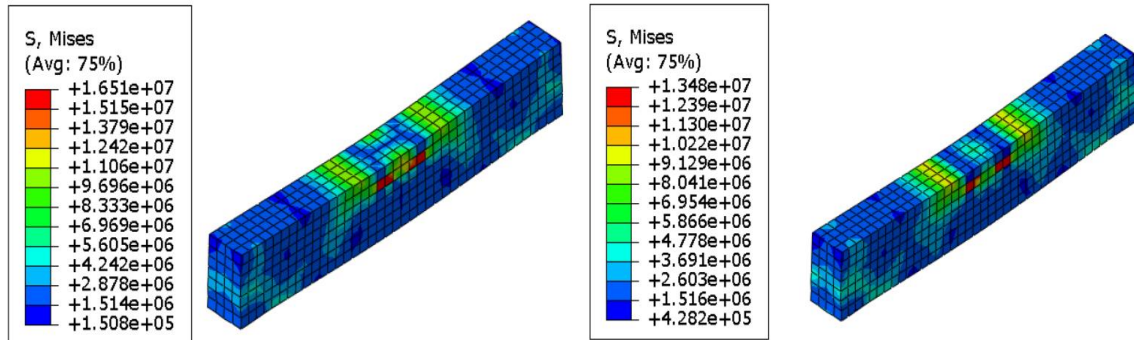 S, Mises
(Avg: 75%)
+1.651e+07
+1.515e+07
+1.379e+07
+1.242e+07
+1.106e+07
+9.696e+06
+8.333e+06
+6.969e+06
+5.605e+06
+4.242e+06
+2.878e+06
+1.514e+06
+1.508e+05
S, Mises
(Avg: 75%)
+1.348e+07
+1.239e+07
+1.130e+07
+1.022e+07
+9.129e+06
+8.041e+06
+6.954e+06
+5.866e+06
+4.778e+06
+3.691e+06
+2.603e+06
+1.516e+06
+4.282e+05